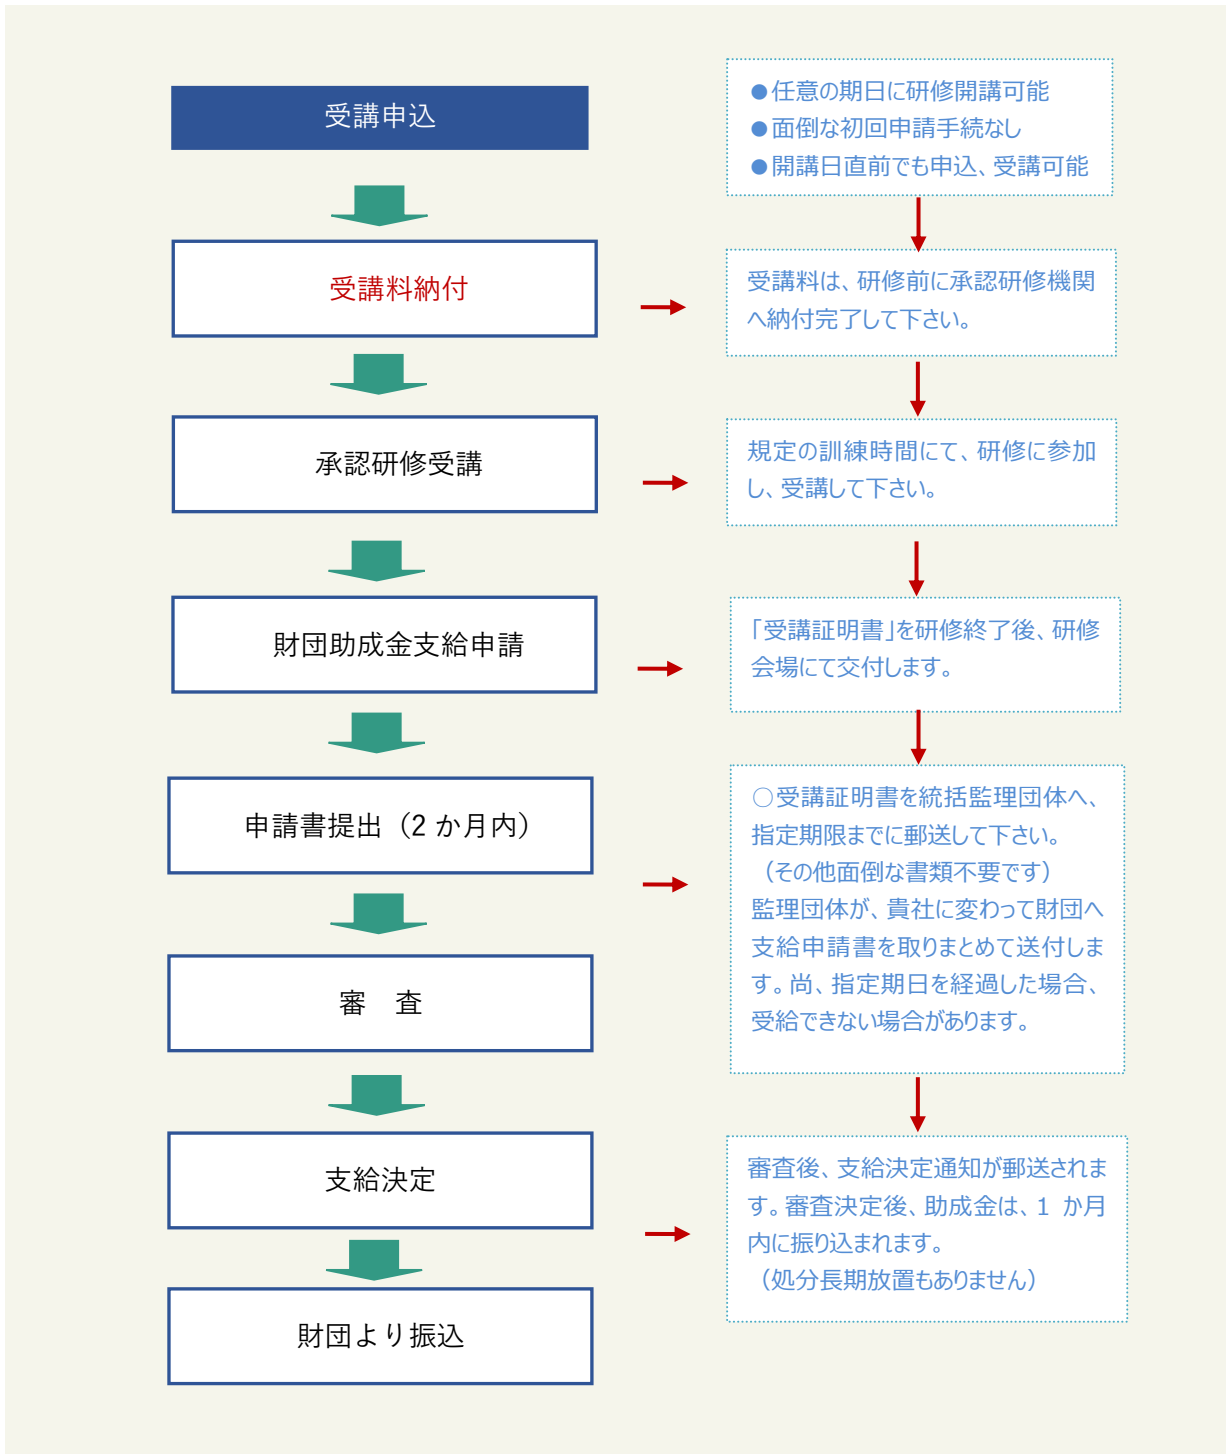 受講申込
●任意の期日に研修開講可能
●面倒な初回申請手続なし
●開講日直前でも申込、受講可能
受講料納付
受講料は、研修前に承認研修機関
へ納付完了して下さい。
承認研修受講
規定の訓練時間にて、研修に参加
し、受講して下さい。
財団助成金支給申請
「受講証明書」を研修終了後、研修
会場にて交付します。
申請書提出（2 か月内）
○受講証明書を統括監理団体へ、
指定期限までに郵送して下さい。
（その他面倒な書類不要です）
監理団体が、貴社に変わって財団へ
支給申請書を取りまとめて送付しま
す。尚、指定期日を経過した場合、
受給できない場合があります。
審　査
支給決定
審査後、支給決定通知が郵送されま
す。審査決定後、助成金は、1 か月
内に振り込まれます。
（処分長期放置もありません）
財団より振込